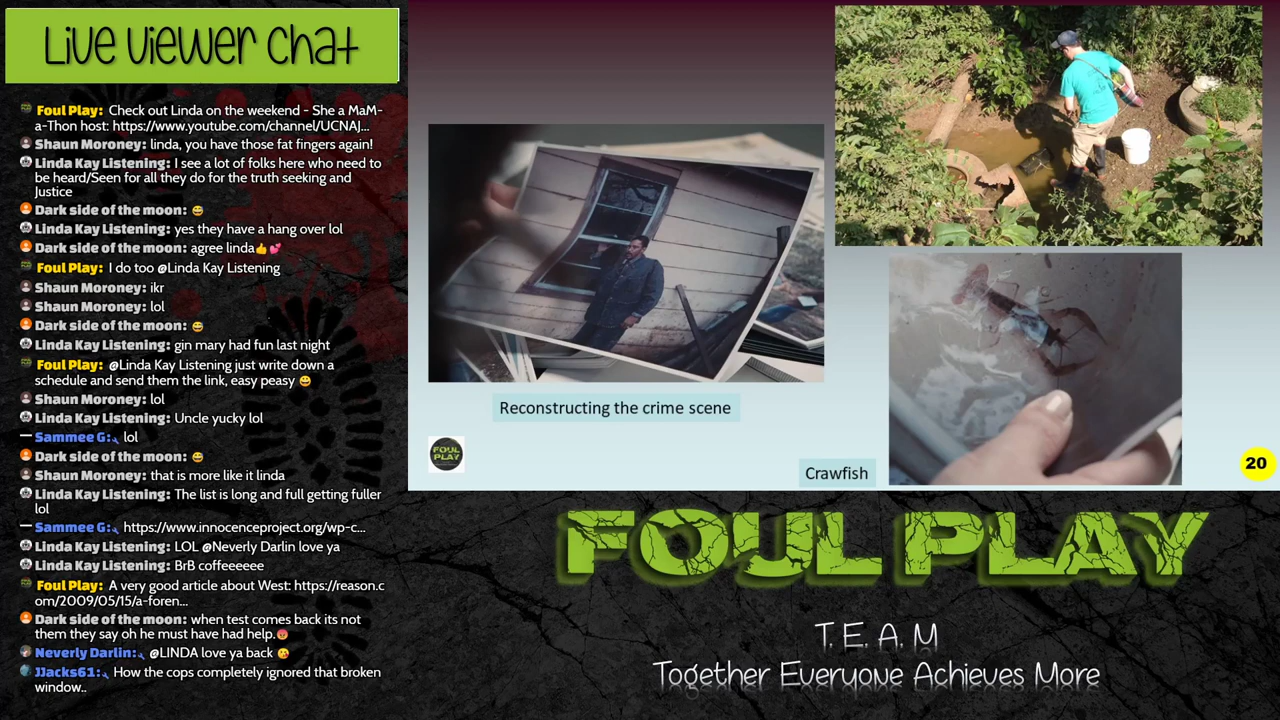 Live viewer chat
Foul Play: Check out Linda on the weekend - She a MaM-
a-Thon host: https://www.youtube.com/channel/UCNAJ...
Shaun Moroney: linda, you have those fat fingers again!
Linda Kay Listening: I see a lot of folks here who need to
be heard/Seen for all they do for the truth seeking and
Justice
Dark side of the moon: 😅
Linda Kay Listening: yes they have a hang over lol
Dark side of the moon: agree linda👍💕
Foul Play: I do too @Linda Kay Listening
Shaun Moroney: ikr
Shaun Moroney: lol
Dark side of the moon: 😅
Linda Kay Listening: gin mary had fun last night
Foul Play: @Linda Kay Listening just write down a
schedule and send them the link, easy peasy 😀
Shaun Moroney: lol
Linda Kay Listening: Uncle yucky lol
Sammee G: lol
Dark side of the moon: 😅
Shaun Moroney: that is more like it linda
Linda Kay Listening: The list is long and full getting fuller
lol
Sammee G: https://www.innocenceproject.org/wp-c...
Linda Kay Listening: LOL @Neverly Darlin love ya
Linda Kay Listening: BrB coffeeeeee
Foul Play: A very good article about West: https://reason.c
om/2009/05/15/a-foren...
Dark side of the moon: when test comes back its not
them they say oh he must have had help.😡
Neverly Darlin: @LINDA love ya back 😘
JJacks61: How the cops completely ignored that broken
window..
Reconstructing the crime scene
FOUL
PLAY
Crawfish
20
FOUL PLAY
T. E. A. M
Together Everyone Achieves More